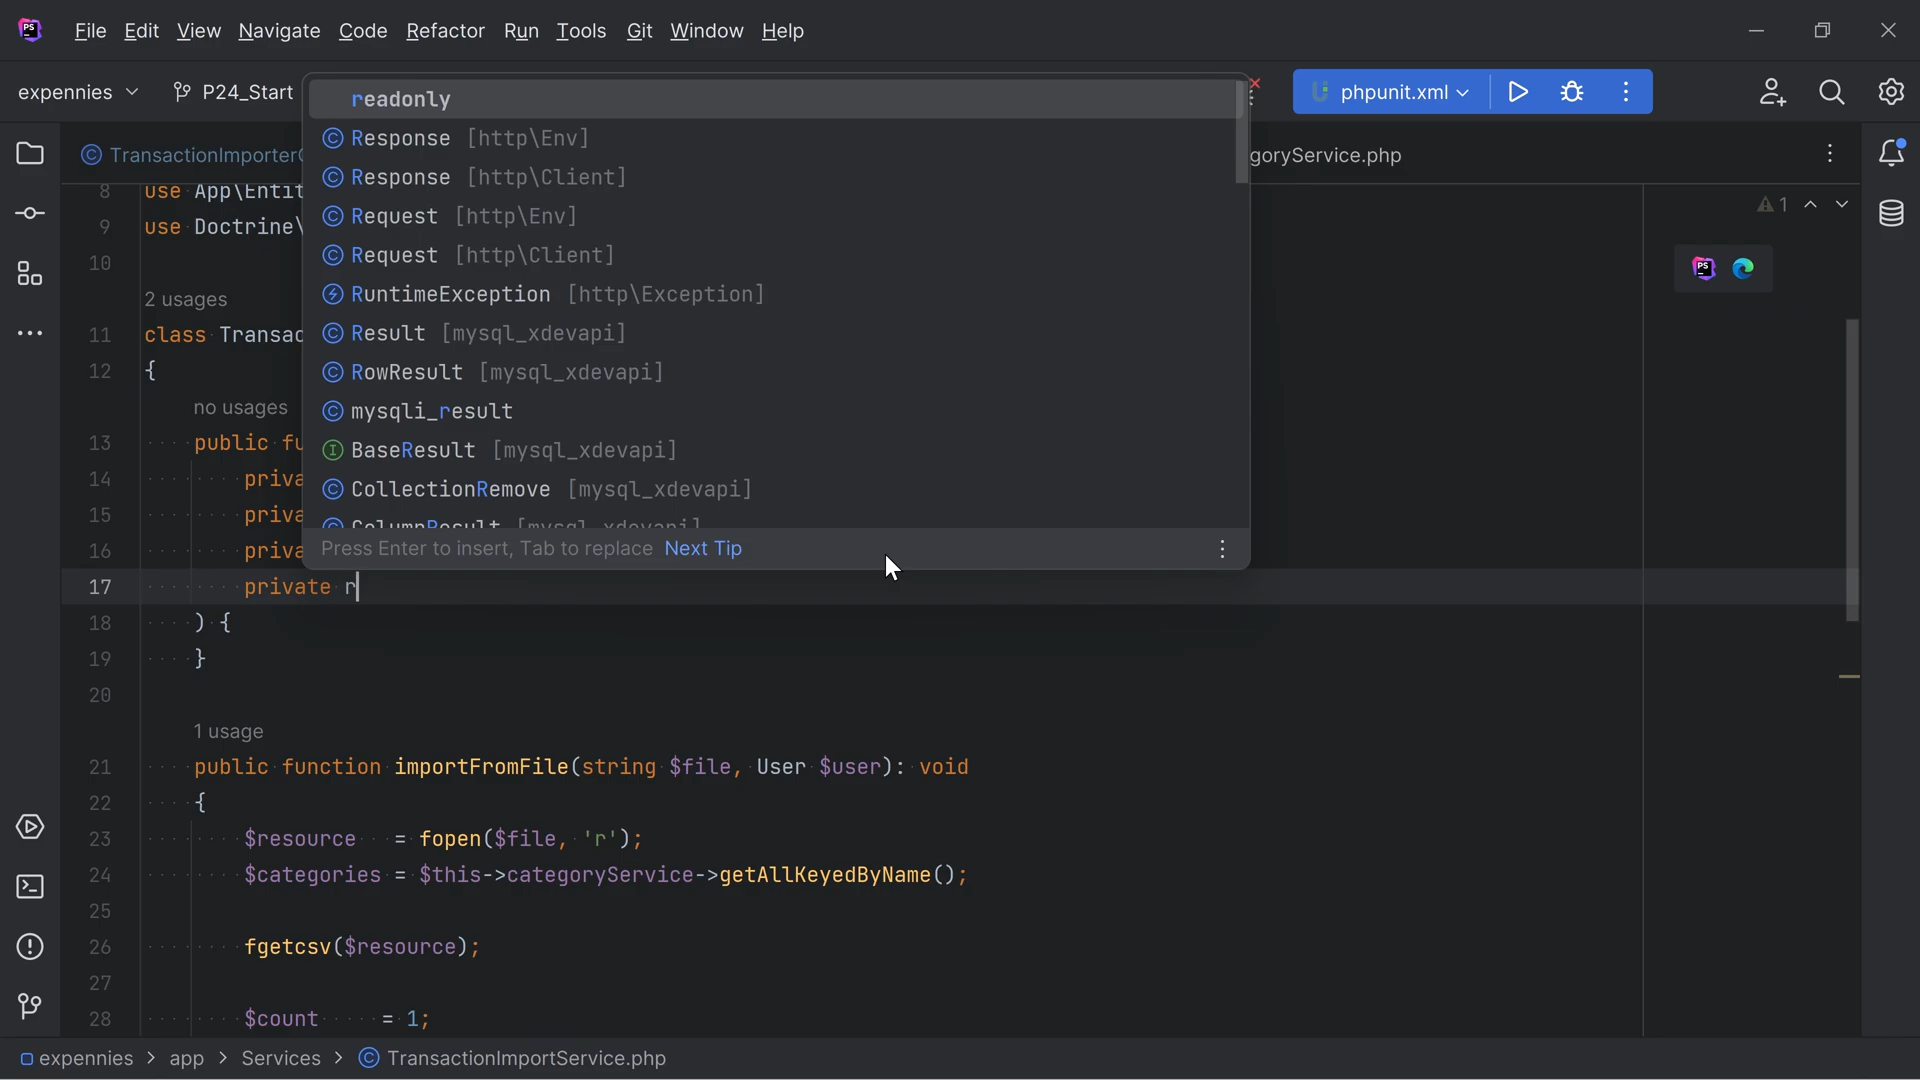 PS File Edit View Navigate Code Refactor Run Tools Git Window Help
expennies P24_Start phpunit.xml
TransactionImporter goryService.php
readonly
Response [http\Env]
Response [http\Client]
Request [http\Env]
Request [http\Client]
RuntimeException [http\Exception]
Result [mysql_xdevapi]
RowResult [mysql_xdevapi]
mysqli_result
BaseResult [mysql_xdevapi]
CollectionRemove [mysql_xdevapi]
ColumnResult [mysql_xdevapi]
Press Enter to insert, Tab to replace Next Tip
1
PS
8 use App\Entit
9 use Doctrine\
10
2 usages
11 class Transac
12 {
no usages
13 public fu
14 priva
15 priva
16 priva
17 private r
18 ) {
19 }
20
1 usage
21 public function importFromFile(string $file, User $user): void
22 {
23 $resource = fopen($file, 'r');
24 $categories = $this->categoryService->getAllKeyedByName();
25
26 fgetcsv($resource);
27
28 $count = 1;
expennies > app > Services > TransactionImportService.php